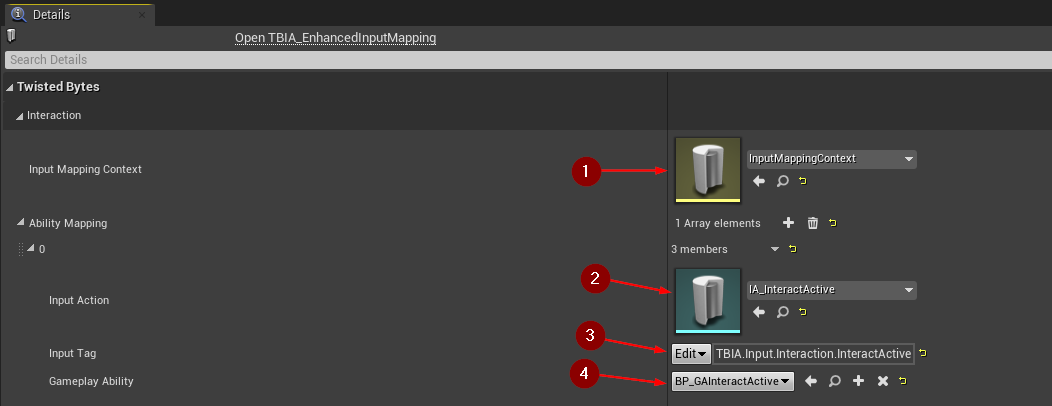 Details
Open TBIA_EnhancedInputMapping
Search Details
Twisted Bytes
Interaction
Input Mapping Context
1
InputMappingContext
Ability Mapping
1 Array elements
0
3 members
Input Action
2
IA_InteractActive
Input Tag
3
Edit
TBIA.Input.Interaction.InteractActive
Gameplay Ability
4
BP_GAInteractActive